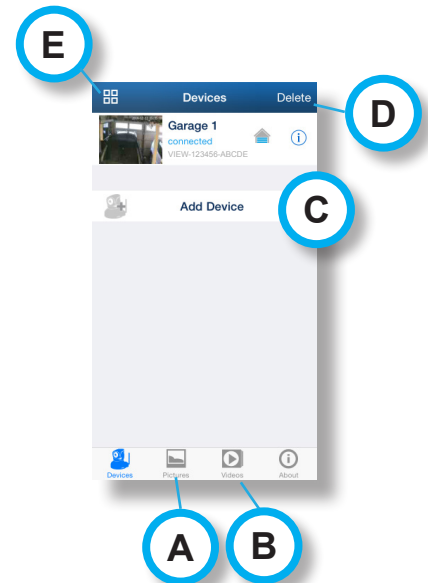 E
Devices Delete
D
Garage 1
connected
VIEW-123456-ABCDE
Add Device
C
Devices Pictures Videos About
A B